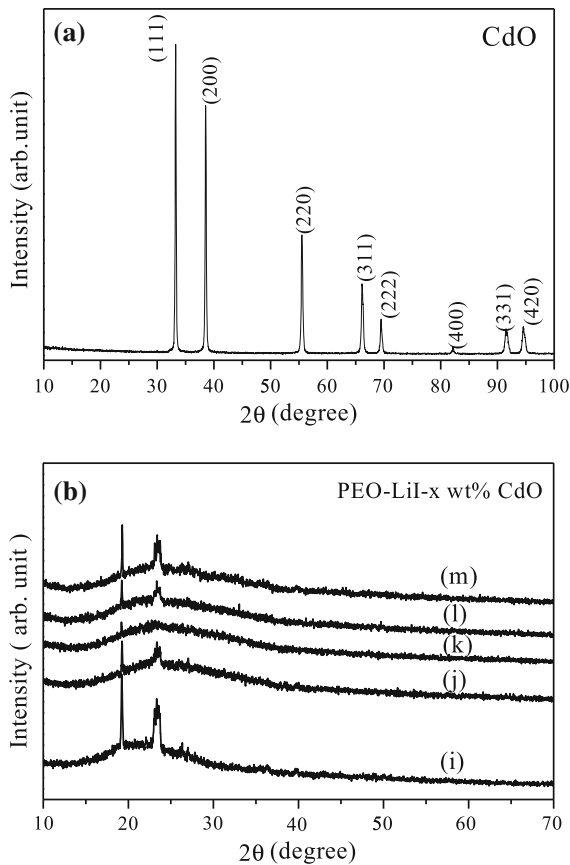 (a)
CdO
(111)
(200)
(220)
(311)
(222)
(400)
(331)
(420)
Intensity (arb.unit)
10 20 30 40 50 60 70 80 90 100
2θ (degree)
(b)
PEO-LiI-x wt% CdO
(m)
(l)
(k)
(j)
(i)
Intensity ( arb. unit )
10 20 30 40 50 60 70
2θ (degree)